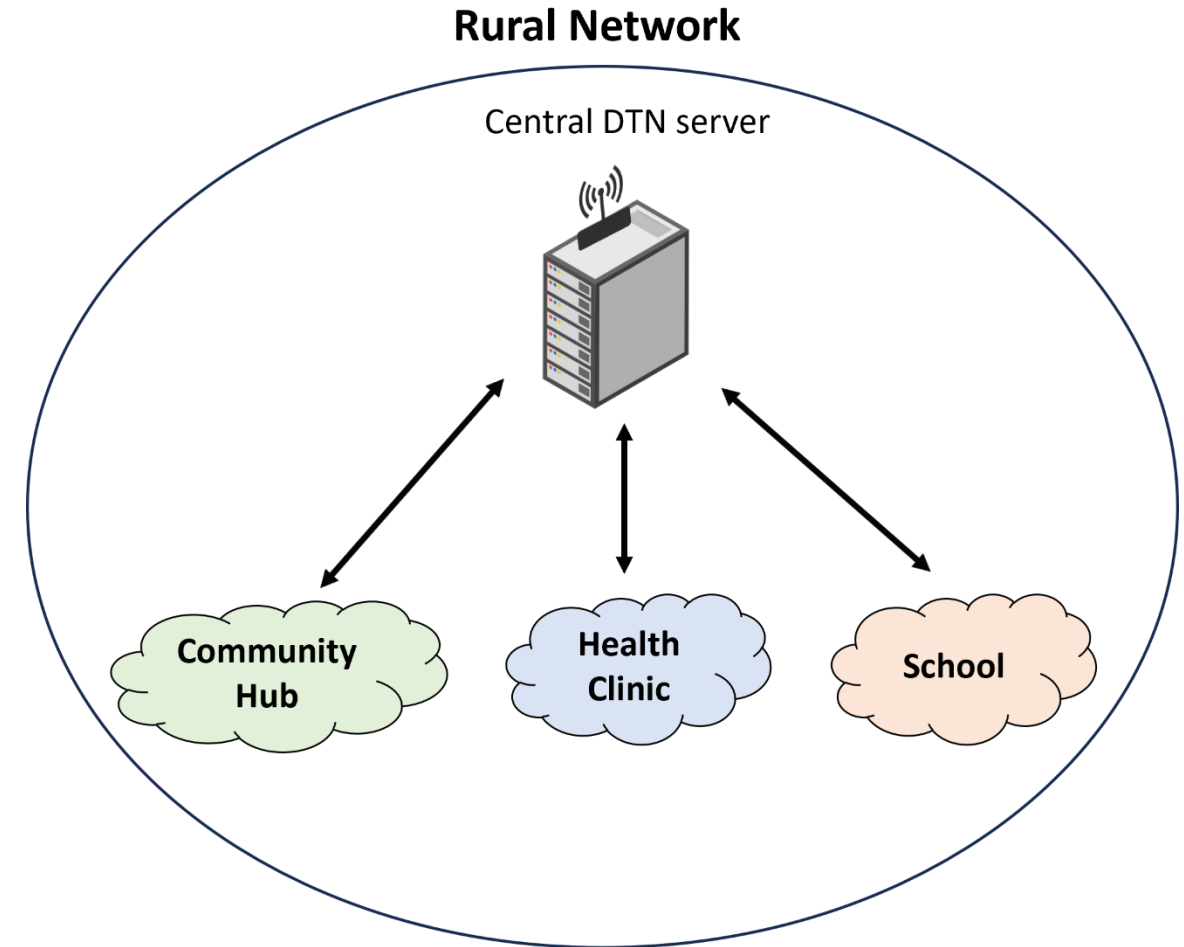 Rural Network
Central DTN server
Community
Hub
Health
Clinic
School